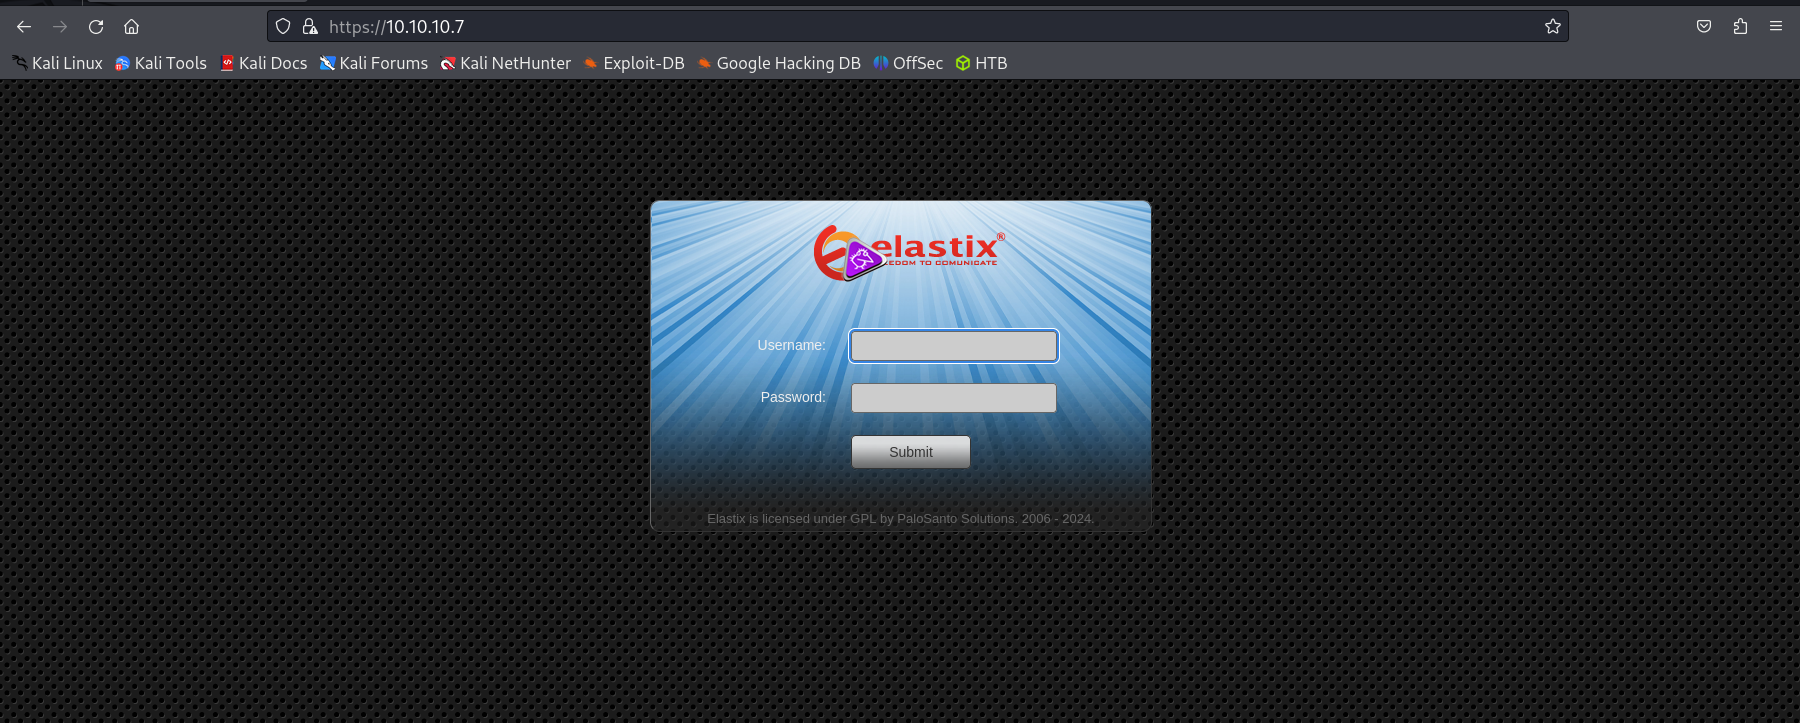 https://10.10.10.7
Kali Linux Kali Tools Kali Docs Kali Forums Kali NetHunter Exploit-DB Google Hacking DB OffSec HTB
elastix®
TO COMUNICATE
Username:
Password:
Submit
Elastix is licensed under GPL by PaloSanto Solutions. 2006 - 2024.